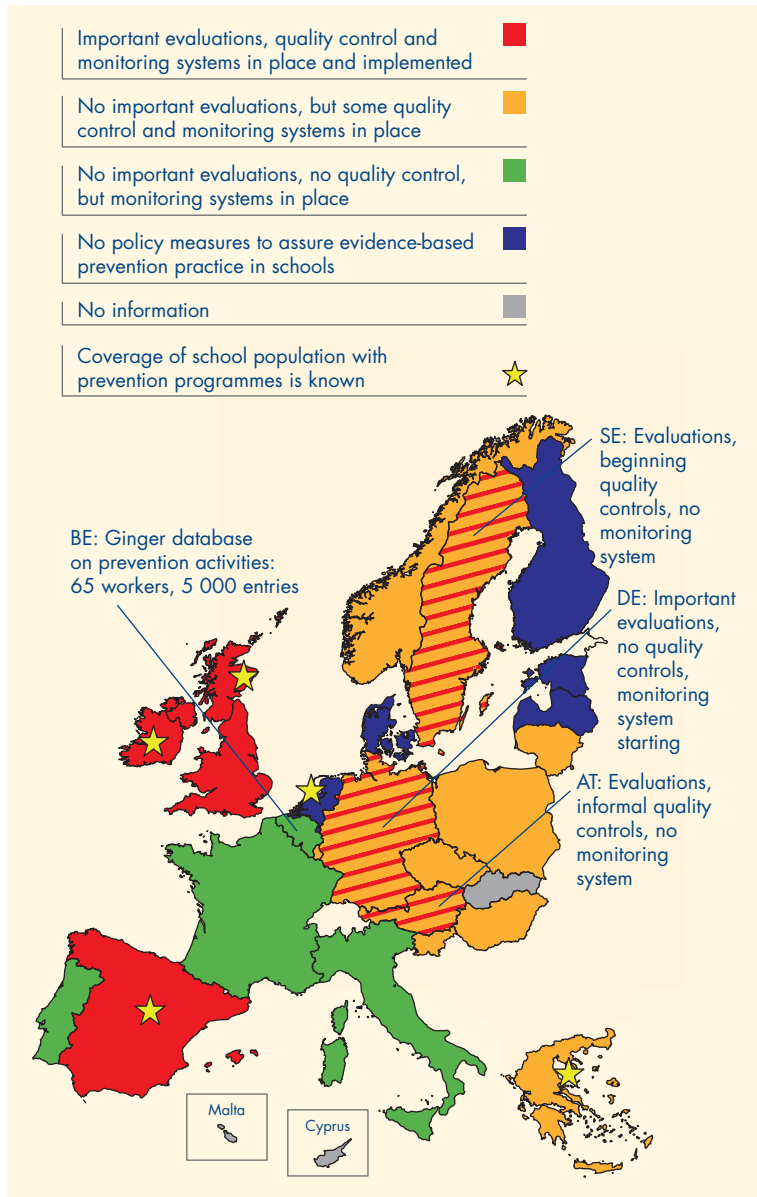 Important evaluations, quality control and
monitoring systems in place and implemented
No important evaluations, but some quality
control and monitoring systems in place
No important evaluations, no quality control,
but monitoring systems in place
No policy measures to assure evidence-based
prevention practice in schools
No information
Coverage of school population with
prevention programmes is known
SE: Evaluations,
beginning
quality
controls, no
monitoring
system
BE: Ginger database
on prevention activities:
65 workers, 5 000 entries
DE: Important
evaluations,
no quality
controls,
monitoring
system
starting
AT: Evaluations,
informal quality
controls, no
monitoring
system
Malta
Cyprus